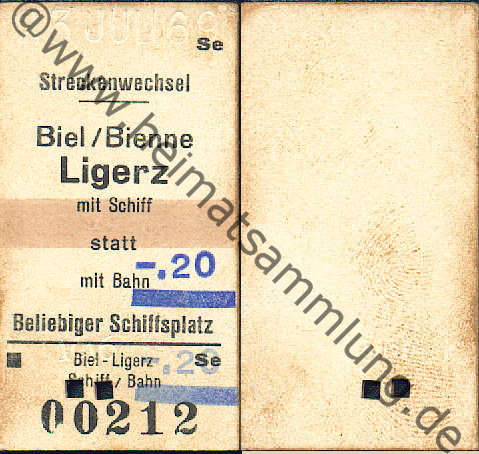 Se
Streckenwechsel
Biel / Bienne
Ligerz
mit Schiff
statt
mit Bahn
-.20
Beliebiger Schiffsplatz
Biel - Ligerz
Se
-.20
Schiff / Bahn
00212
@www.heimatsammlung.de